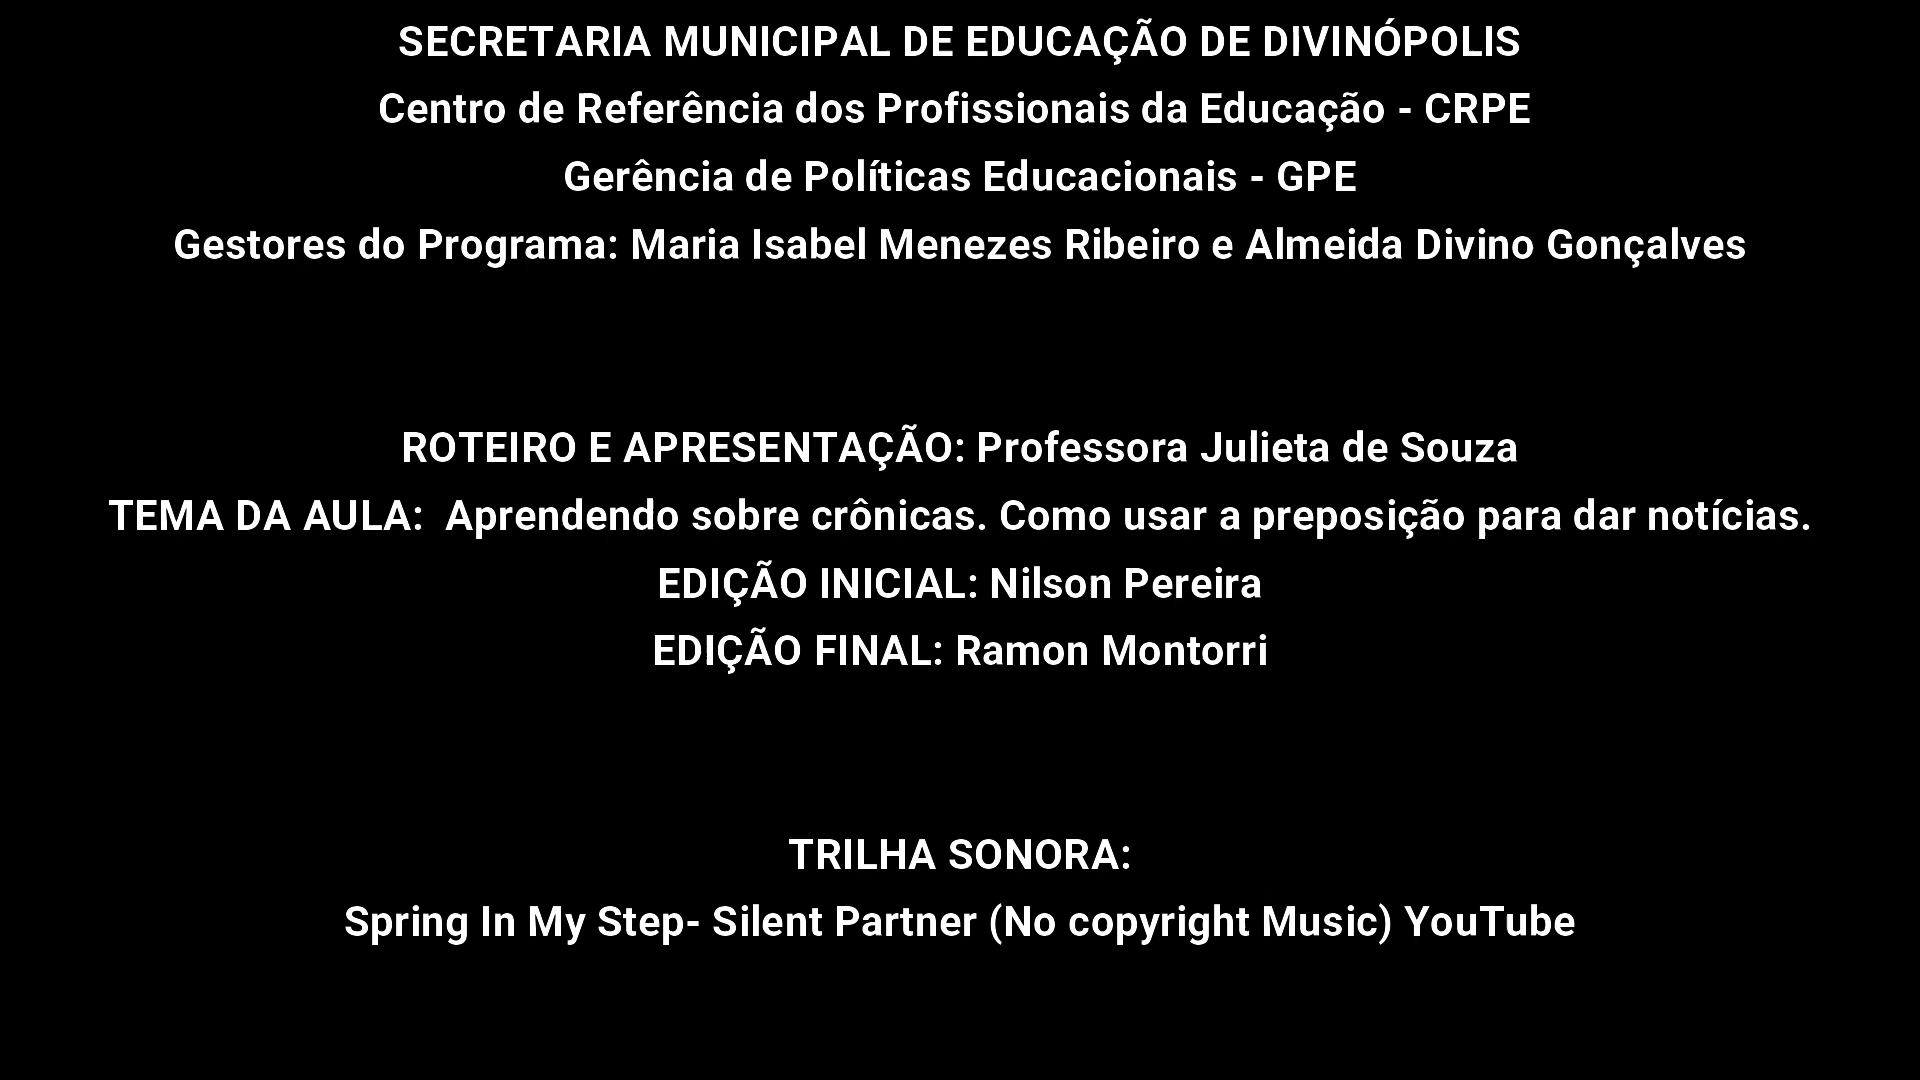 SECRETARIA MUNICIPAL DE EDUCAÇÃO DE DIVINÓPOLIS
Centro de Referência dos Profissionais da Educação - CRPE
Gerência de Políticas Educacionais - GPE
Gestores do Programa: Maria Isabel Menezes Ribeiro e Almeida Divino Gonçalves
ROTEIRO E APRESENTAÇÃO: Professora Julieta de Souza
TEMA DA AULA:  Aprendendo sobre crônicas. Como usar a preposição para dar notícias.
EDIÇÃO INICIAL: Nilson Pereira
EDIÇÃO FINAL: Ramon Montorri
TRILHA SONORA:
Spring In My Step- Silent Partner (No copyright Music) YouTube